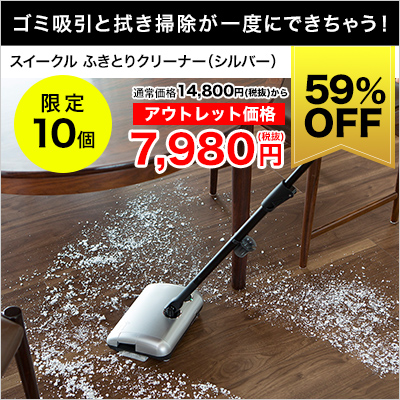 ゴミ吸引と拭き掃除が一度にできちゃう!
スイークル ふきとりクリーナー(シルバー)
限定
10個
通常価格14,800円(税抜)から
アウトレット価格
7,980円(税抜)
59%
OFF